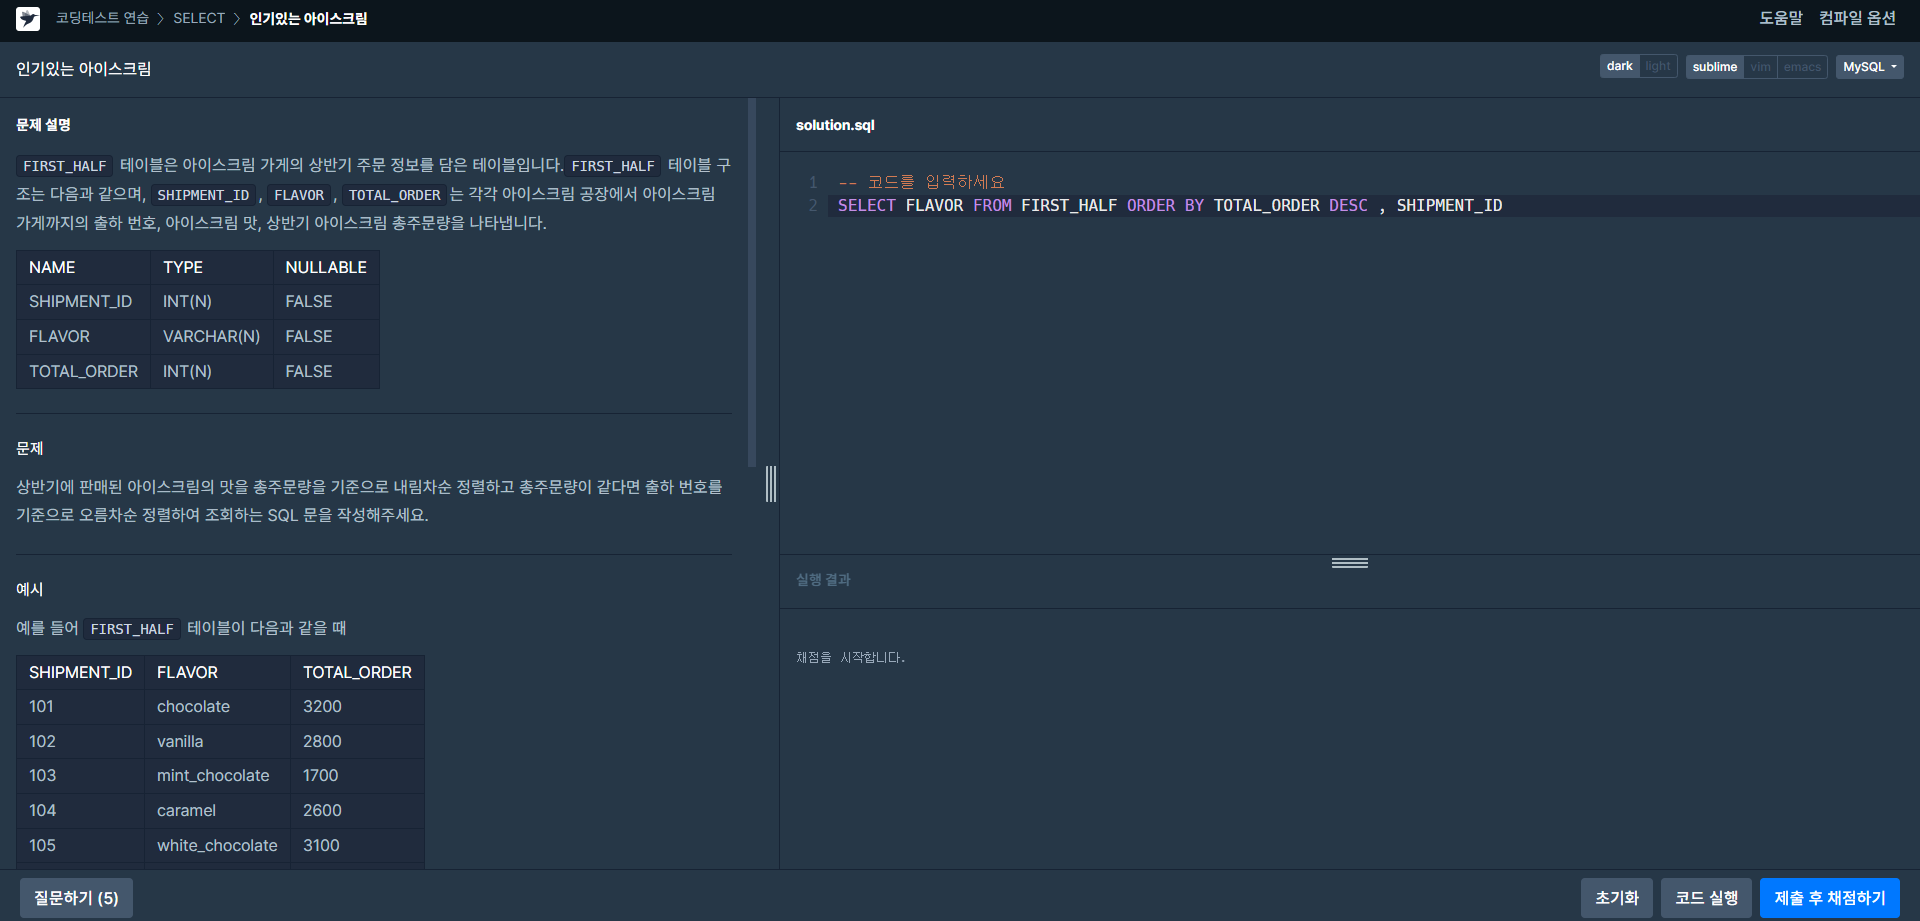 코딩테스트 연습 > SELECT > 인기있는 아이스크림
도움말 컴파일 옵션
인기있는 아이스크림
dark light sublime vim emacs MySQL
문제 설명
FIRST_HALF 테이블은 아이스크림 가게의 상반기 주문 정보를 담은 테이블입니다. FIRST_HALF 테이블 구
조는 다음과 같으며, SHIPMENT_ID , FLAVOR , TOTAL_ORDER 는 각각 아이스크림 공장에서 아이스크림
가게까지의 출하 번호, 아이스크림 맛, 상반기 아이스크림 총주문량을 나타냅니다.
NAME TYPE NULLABLE
SHIPMENT_ID INT(N) FALSE
FLAVOR VARCHAR(N) FALSE
TOTAL_ORDER INT(N) FALSE
문제
상반기에 판매된 아이스크림의 맛을 총주문량을 기준으로 내림차순 정렬하고 총주문량이 같다면 출하 번호를
기준으로 오름차순 정렬하여 조회하는 SQL 문을 작성해주세요.
예시
예를 들어 FIRST_HALF 테이블이 다음과 같을 때
SHIPMENT_ID FLAVOR TOTAL_ORDER
101 chocolate 3200
102 vanilla 2800
103 mint_chocolate 1700
104 caramel 2600
105 white_chocolate 3100
solution.sql
1 -- 코드를 입력하세요
2 SELECT FLAVOR FROM FIRST_HALF ORDER BY TOTAL_ORDER DESC , SHIPMENT_ID
실행 결과
채점을 시작합니다.
질문하기 (5)
초기화 코드 실행 제출 후 채점하기